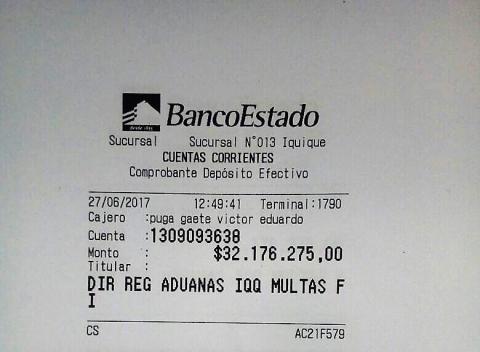 BancoEstado
Sucursal Sucursal N°013 Iquique
CUENTAS CORRIENTES
Comprobante Depósito Efectivo
27/06/2017 12:49:41 Terminal:1790
Cajero :puga gaete victor eduardo
Cuenta :1309093638
Monto : $32.176.275,00
Titular :
DIR REG ADUANAS IQQ MULTAS F
I
CS AC21F579